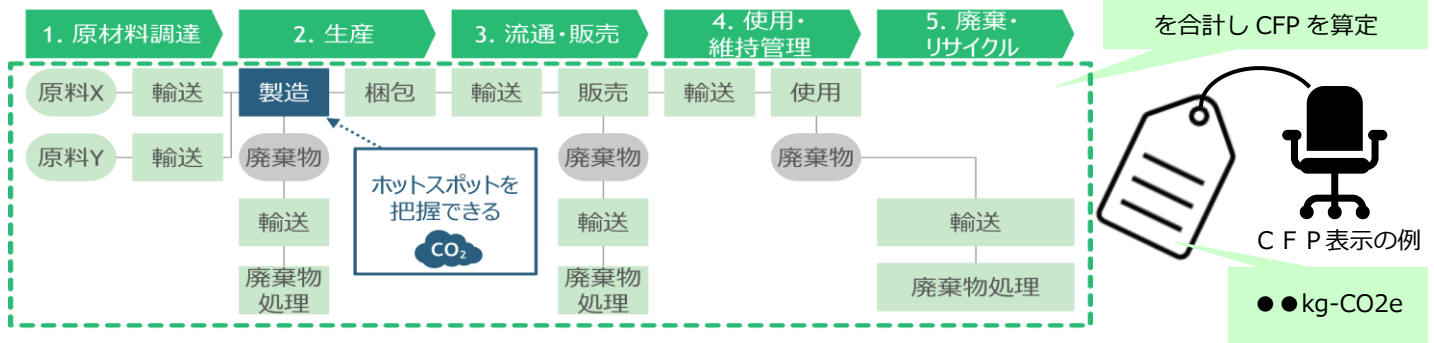 1. 原材料調達
2. 生産
3. 流通・販売
4. 使用・
維持管理
5. 廃棄・
リサイクル
を合計し CFP を算定
原料X
輸送
製造
梱包
輸送
販売
輸送
使用
原料Y
輸送
廃棄物
廃棄物
廃棄物
ホットスポットを
把握できる
CO₂
輸送
輸送
輸送
廃棄物
処理
廃棄物
処理
廃棄物処理
ＣＦＰ表示の例
●●kg-CO2e